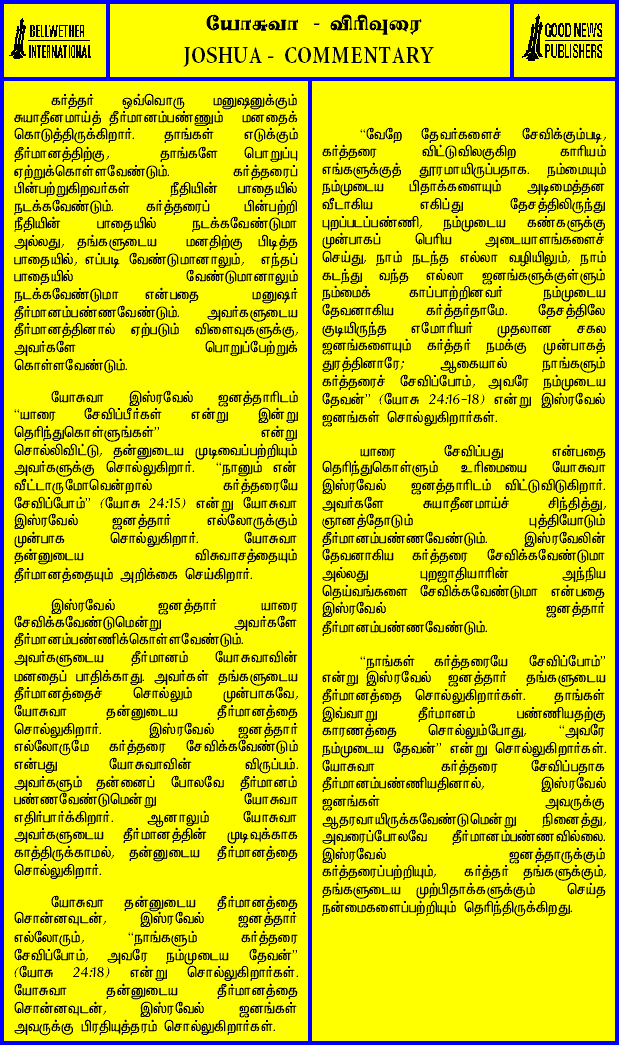 BELLWETHER
INTERNATIONAL
யோசுவா - விரிவுரை
JOSHUA - COMMENTARY
GOOD NEWS
PUBLISHERS
கர்த்தர் ஒவ்வொரு மனுஷனுக்கும்
சுயாதீனமாய்த் தீர்மானம்பண்ணும் மனதைக்
கொடுத்திருக்கிறார். தாங்கள் எடுக்கும்
தீர்மானத்திற்கு, தாங்களே பொறுப்பு
ஏற்றுக்கொள்ளவேண்டும். கர்த்தரைப்
பின்பற்றுகிறவர்கள் நீதியின் பாதையில்
நடக்கவேண்டும். கர்த்தரைப் பின்பற்றி
நீதியின் பாதையில் நடக்கவேண்டுமா
அல்லது, தங்களுடைய மனதிற்கு பிடித்த
பாதையில், எப்படி வேண்டுமானாலும், எந்தப்
பாதையில் வேண்டுமானாலும்
நடக்கவேண்டுமா என்பதை மனுஷர்
தீர்மானம்பண்ணவேண்டும். அவர்களுடைய
தீர்மானத்தினால் ஏற்படும் விளைவுகளுக்கு,
அவர்களே பொறுப்பேற்றுக்
கொள்ளவேண்டும்.
யோசுவா இஸ்ரவேல் ஜனத்தாரிடம்
“யாரை சேவிப்பீர்கள் என்று இன்று
தெரிந்துகொள்ளுங்கள்” என்று
சொல்லிவிட்டு, தன்னுடைய முடிவைப்பற்றியும்
அவர்களுக்கு சொல்லுகிறார். “நானும் என்
வீட்டாருமோவென்றால் கர்த்தரையே
சேவிப்போம்” (யோசு 24:15) என்று யோசுவா
இஸ்ரவேல் ஜனத்தார் எல்லோருக்கும்
முன்பாக சொல்லுகிறார். யோசுவா
தன்னுடைய விசுவாசத்தையும்
தீர்மானத்தையும் அறிக்கை செய்கிறார்.
இஸ்ரவேல் ஜனத்தார் யாரை
சேவிக்கவேண்டுமென்று அவர்களே
தீர்மானம்பண்ணிக்கொள்ளவேண்டும்.
அவர்களுடைய தீர்மானம் யோசுவாவின்
மனதைப் பாதிக்காது. அவர்கள் தங்களுடைய
தீர்மானத்தைச் சொல்லும் முன்பாகவே,
யோசுவா தன்னுடைய தீர்மானத்தை
சொல்லுகிறார். இஸ்ரவேல் ஜனத்தார்
எல்லோருமே கர்த்தரை சேவிக்கவேண்டும்
என்பது யோசுவாவின் விருப்பம்.
அவர்களும் தன்னைப் போலவே தீர்மானம்
பண்ணவேண்டுமென்று யோசுவா
எதிர்பார்க்கிறார். ஆனாலும் யோசுவா
அவர்களுடைய தீர்மானத்தின் முடிவுக்காக
காத்திருக்காமல், தன்னுடைய தீர்மானத்தை
சொல்லுகிறார்.
யோசுவா தன்னுடைய தீர்மானத்தை
சொன்னவுடன், இஸ்ரவேல் ஜனத்தார்
எல்லோரும், “நாங்களும் கர்த்தரை
சேவிப்போம், அவரே நம்முடைய தேவன்”
(யோசு 24:18) என்று சொல்லுகிறார்கள்.
யோசுவா தன்னுடைய தீர்மானத்தை
சொன்னவுடன், இஸ்ரவேல் ஜனங்கள்
அவருக்கு பிரதியுத்தரம் சொல்லுகிறார்கள்.
“வேறே தேவர்களைச் சேவிக்கும்படி,
கர்த்தரை விட்டுவிலகுகிற காரியம்
எங்களுக்குத் தூரமாயிருப்பதாக. நம்மையும்
நம்முடைய பிதாக்களையும் அடிமைத்தன
வீடாகிய எகிப்து தேசத்திலிருந்து
புறப்படப்பண்ணி, நம்முடைய கண்களுக்கு
முன்பாகப் பெரிய அடையாளங்களைச்
செய்து, நாம் நடந்த எல்லா வழியிலும், நாம்
கடந்து வந்த எல்லா ஜனங்களுக்குள்ளும்
நம்மைக் காப்பாற்றினவர் நம்முடைய
தேவனாகிய கர்த்தர்தாமே. தேசத்திலே
குடியிருந்த எமோரியர் முதலான சகல
ஜனங்களையும் கர்த்தர் நமக்கு முன்பாகத்
துரத்தினாரே; ஆகையால் நாங்களும்
கர்த்தரைச் சேவிப்போம், அவரே நம்முடைய
தேவன்” (யோசு 24:16-18) என்று இஸ்ரவேல்
ஜனங்கள் சொல்லுகிறார்கள்.
யாரை சேவிப்பது என்பதை
தெரிந்துகொள்ளும் உரிமையை யோசுவா
இஸ்ரவேல் ஜனத்தாரிடம் விட்டுவிடுகிறார்.
அவர்களே சுயாதீனமாய்ச் சிந்தித்து,
ஞானத்தோடும் புத்தியோடும்
தீர்மானம்பண்ணவேண்டும். இஸ்ரவேலின்
தேவனாகிய கர்த்தரை சேவிக்கவேண்டுமா
அல்லது புறஜாதியாரின் அந்நிய
தெய்வங்களை சேவிக்கவேண்டுமா என்பதை
இஸ்ரவேல் ஜனத்தார்
தீர்மானம்பண்ணவேண்டும்.
“நாங்கள் கர்த்தரையே சேவிப்போம்”
என்று இஸ்ரவேல் ஜனத்தார் தங்களுடைய
தீர்மானத்தை சொல்லுகிறார்கள். தாங்கள்
இவ்வாறு தீர்மானம் பண்ணியதற்கு
காரணத்தை சொல்லும்போது, “அவரே
நம்முடைய தேவன்” என்று சொல்லுகிறார்கள்.
யோசுவா கர்த்தரை சேவிப்பதாக
தீர்மானம்பண்ணியதினால், இஸ்ரவேல்
ஜனங்கள் அவருக்கு
ஆதரவாயிருக்கவேண்டுமென்று நினைத்து,
அவரைப்போலவே தீர்மானம்பண்ணவில்லை.
இஸ்ரவேல் ஜனத்தாருக்கும்
கர்த்தரைப்பற்றியும், கர்த்தர் தங்களுக்கும்,
தங்களுடைய முற்பிதாக்களுக்கும் செய்த
நன்மைகளைப்பற்றியும் தெரிந்திருக்கிறது.